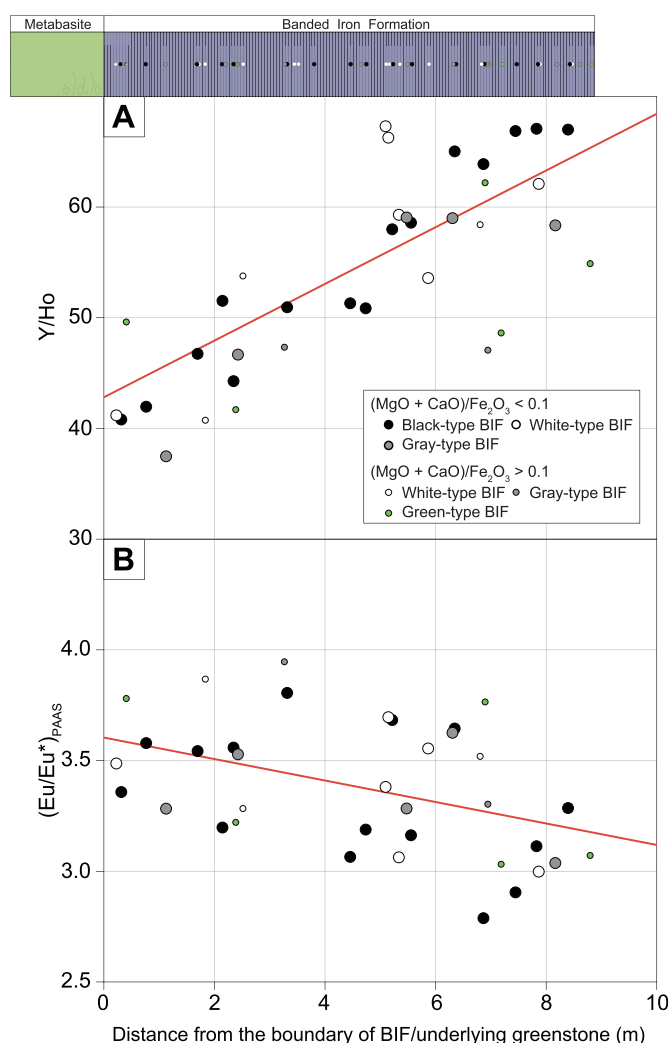 Metabasite
Banded Iron Formation
A
60
50
40
30
Y/Ho
(MgO + CaO)/Fe₂O₃ < 0.1
Black-type BIF
White-type BIF
Gray-type BIF
(MgO + CaO)/Fe₂O₃ > 0.1
White-type BIF
Gray-type BIF
Green-type BIF
B
4.0
3.5
3.0
2.5
(Eu/Eu*)PAAS
0 2 4 6 8 10
Distance from the boundary of BIF/underlying greenstone (m)